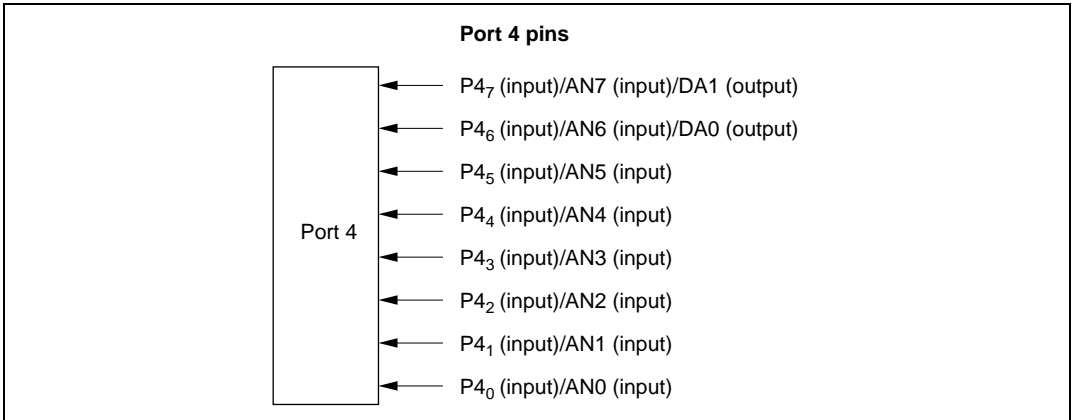 Port 4 pins
P4₇ (input)/AN7 (input)/DA1 (output)
P4₆ (input)/AN6 (input)/DA0 (output)
P4₅ (input)/AN5 (input)
P4₄ (input)/AN4 (input)
Port 4
P4₃ (input)/AN3 (input)
P4₂ (input)/AN2 (input)
P4₁ (input)/AN1 (input)
P4₀ (input)/AN0 (input)